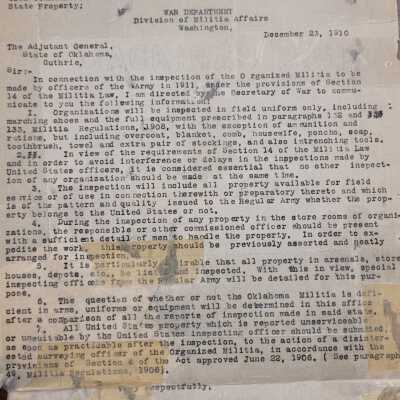 State Property;
WAR DEPARTMENT
Division of Militia Affairs
Washington,
December 23, 1910
The Adjutant General,
State of Oklahoma,
Guthrie,
Sir:-
In connection with the inspection of the O rganized Militia to be
made by officers of the Warmy in 1911, under the provisions of Section
14 of the Militia Law, I am directed by the Secretary of War to commu-
nicate to you the following information:
1. Organizations will be inspected in field uniform only, including
marching shoes and the full equipment prescribed in paragraphs 132 and
133, Militia Regulations, 1908, with the exception of ammunition and
rations, but including overcoat, blanket, comb, housewife, poncho, soap,
toothbrush, towel and extra pair of stockings, and also intrenching tools.
2. In view of the requirements of Section 14 of the Militia Law
and in order to avoid interference or delays in the inspections made by
United States officers, it is considered essential that no other inspect-
ion of any organization should be made at the same time.
3. The inspection will include all property available for field
service or of use in connection therewith or preparatory thereto and which
is of the pattern and quality issued to the Regular Army whether the prop-
erty belongs to the United States or not.
4. During the inspection of any property in the store rooms of organi-
zations, the responsible or other commissioned officer should be present
with a sufficient detail of men to handle the property. In order to ex-
pedite the work, this property should be previously assorted and neatly
arranged for inspection.
5. It is particularly desirable that all property in arsenals, store
houses, depots, etc., be listed and inspected. With this in view, special
inspecting officers from the Regular Army will be detailed for this pur-
pose.
6. The question of whether or not the Oklahoma Militia is defi-
cient in arms, uniforms or equipment will be determined in this office
after a comparison of all the reports of inspection made in said state.
7. All United States property which is reported unserviceable
or unsuitable by the United States inspecting officer should be submitted,
as soon as practicable after the inspection, to the action of a disinter-
ested surveying officer of the Organized Militia, in accordance with the
provisions of Section 4 of the Act approved June 22, 1906. ( See paragraph
49, Militia Regulations, 1908).
Very respectfully,